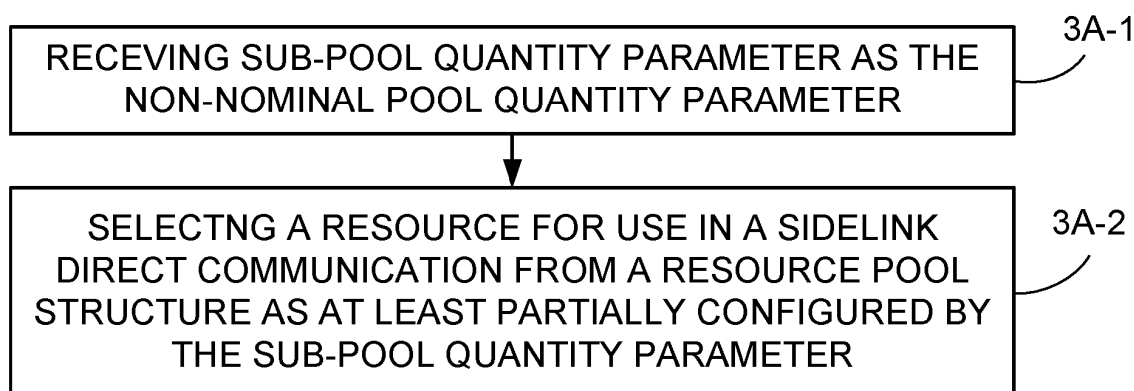 RECEVING SUB-POOL QUANTITY PARAMETER AS THE
NON-NOMINAL POOL QUANTITY PARAMETER
3A-1
SELECTNG A RESOURCE FOR USE IN A SIDELINK
DIRECT COMMUNICATION FROM A RESOURCE POOL
STRUCTURE AS AT LEAST PARTIALLY CONFIGURED BY
THE SUB-POOL QUANTITY PARAMETER
3A-2